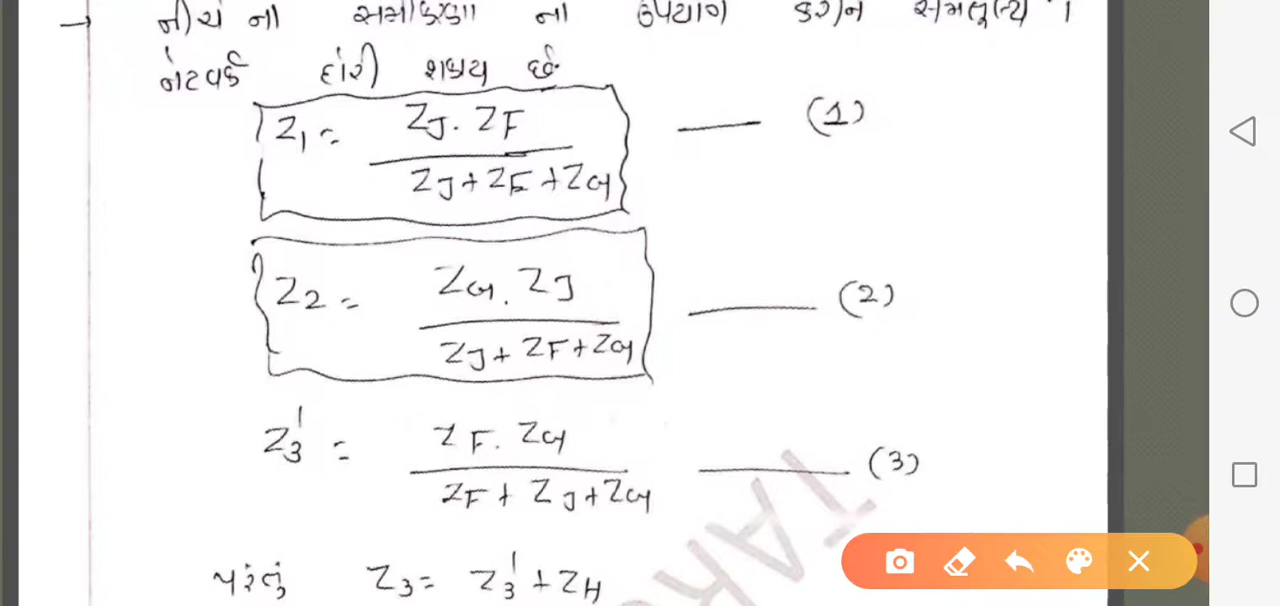 → નીચે ના સમીકરણ ના ઉપયોગ કરીને સમતુલ્ય T
નેટવર્ક દોરી શકાય છે
Z1 = ZJ. ZF / ZJ + ZF + ZG —— (1)
Z2 = ZG. ZJ / ZJ + ZF + ZG —— (2)
Z3' = ZF. ZG / ZF + ZJ + ZG —— (3)
પરંતુ Z3 = Z3' + ZH